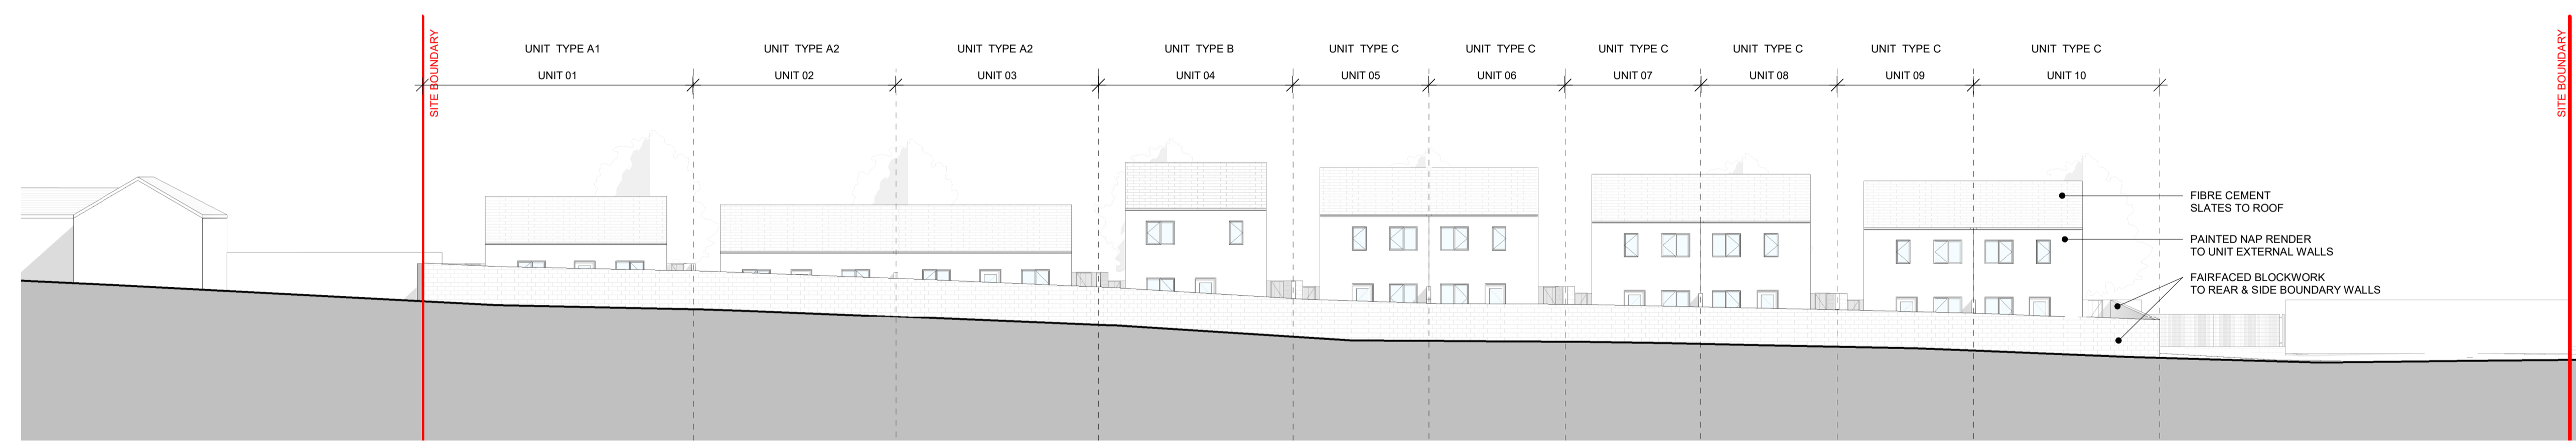 SITE BOUNDARY
UNIT TYPE A1
UNIT 01
UNIT TYPE A2
UNIT 02
UNIT TYPE A2
UNIT 03
UNIT TYPE B
UNIT 04
UNIT TYPE C
UNIT 05
UNIT TYPE C
UNIT 06
UNIT TYPE C
UNIT 07
UNIT TYPE C
UNIT 08
UNIT TYPE C
UNIT 09
UNIT TYPE C
UNIT 10
SITE BOUNDARY
FIBRE CEMENT
SLATES TO ROOF
PAINTED NAP RENDER
TO UNIT EXTERNAL WALLS
FAIRFACED BLOCKWORK
TO REAR & SIDE BOUNDARY WALLS